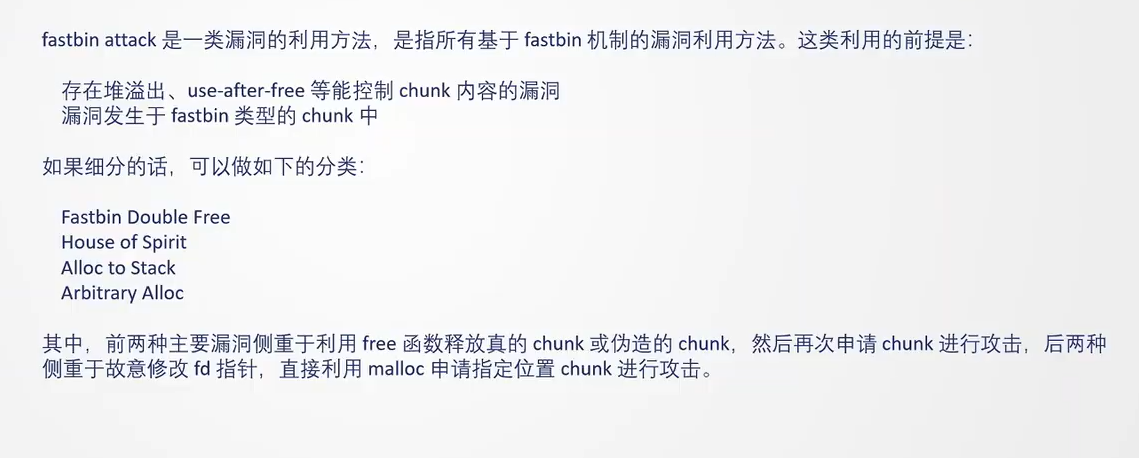 fastbin attack 是一类漏洞的利用方法，是指所有基于 fastbin 机制的漏洞利用方法。这类利用的前提是：
存在堆溢出、use-after-free 等能控制 chunk 内容的漏洞
漏洞发生于 fastbin 类型的 chunk 中
如果细分的话，可以做如下的分类：
Fastbin Double Free
House of Spirit
Alloc to Stack
Arbitrary Alloc
其中，前两种主要漏洞侧重于利用 free 函数释放真的 chunk 或伪造的 chunk，然后再次申请 chunk 进行攻击，后两种
侧重于故意修改 fd 指针，直接利用 malloc 申请指定位置 chunk 进行攻击。